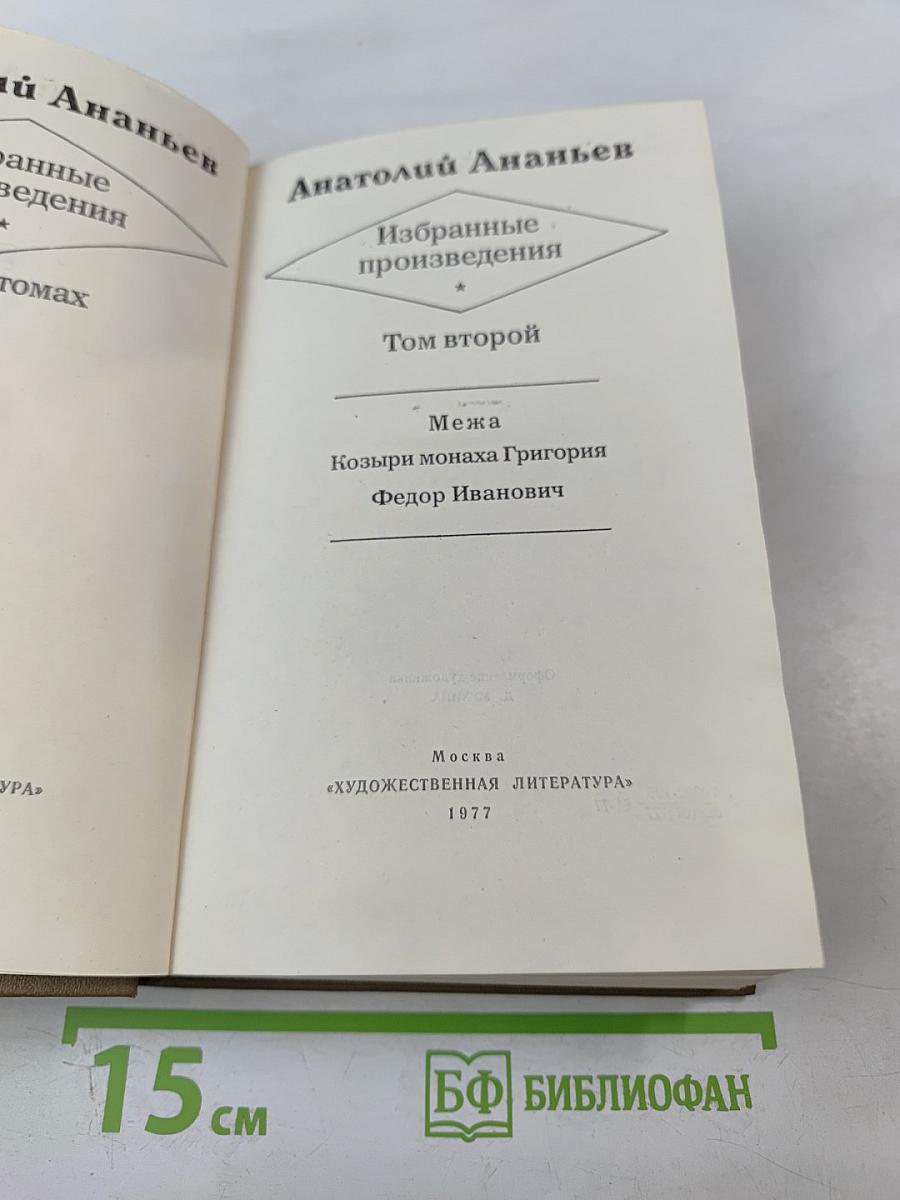 ий Ананьев
ранные
ведения
*
томах
УРА»
Анатолий Ананьев
Избранные
произведения
*
Том второй
Межа
Козыри монаха Григория
Федор Иванович
Москва
«ХУДОЖЕСТВЕННАЯ ЛИТЕРАТУРА»
1977
15 см
БФ БИБЛИОФАН